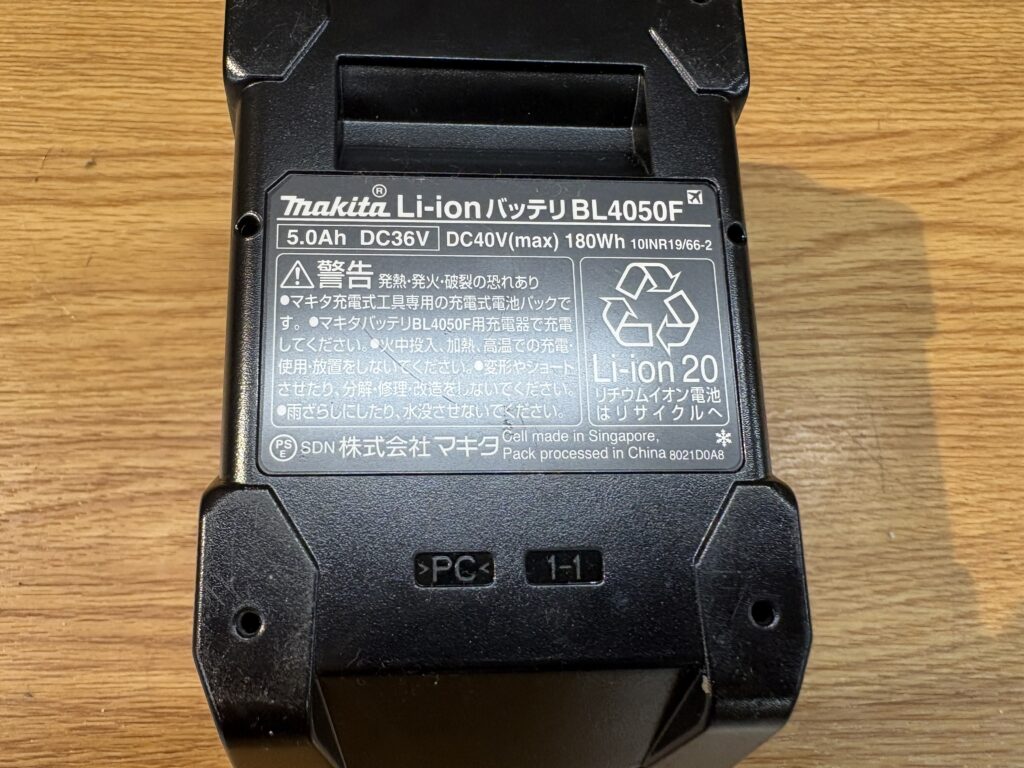 Makita® Li-ion バッテリ BL4050F
5.0Ah DC36V DC40V(max) 180Wh 10INR19/66-2
警告 発熱・発火・破裂の恐れあり
●マキタ充電式工具専用の充電式電池パックで
す。●マキタバッテリBL4050F用充電器で充電
してください。●火中投入、加熱、高温での充電・
使用・放置をしないでください。●変形やショート
させたり、分解・修理・改造をしないでください。
●雨ざらしにしたり、水没させないでください。
Li-ion 20
リチウムイオン電池
はリサイクルへ
PS
E
SDN 株式会社 マキタ
Cell made in Singapore,
Pack processed in China 8021D0A8
>PC< 1-1